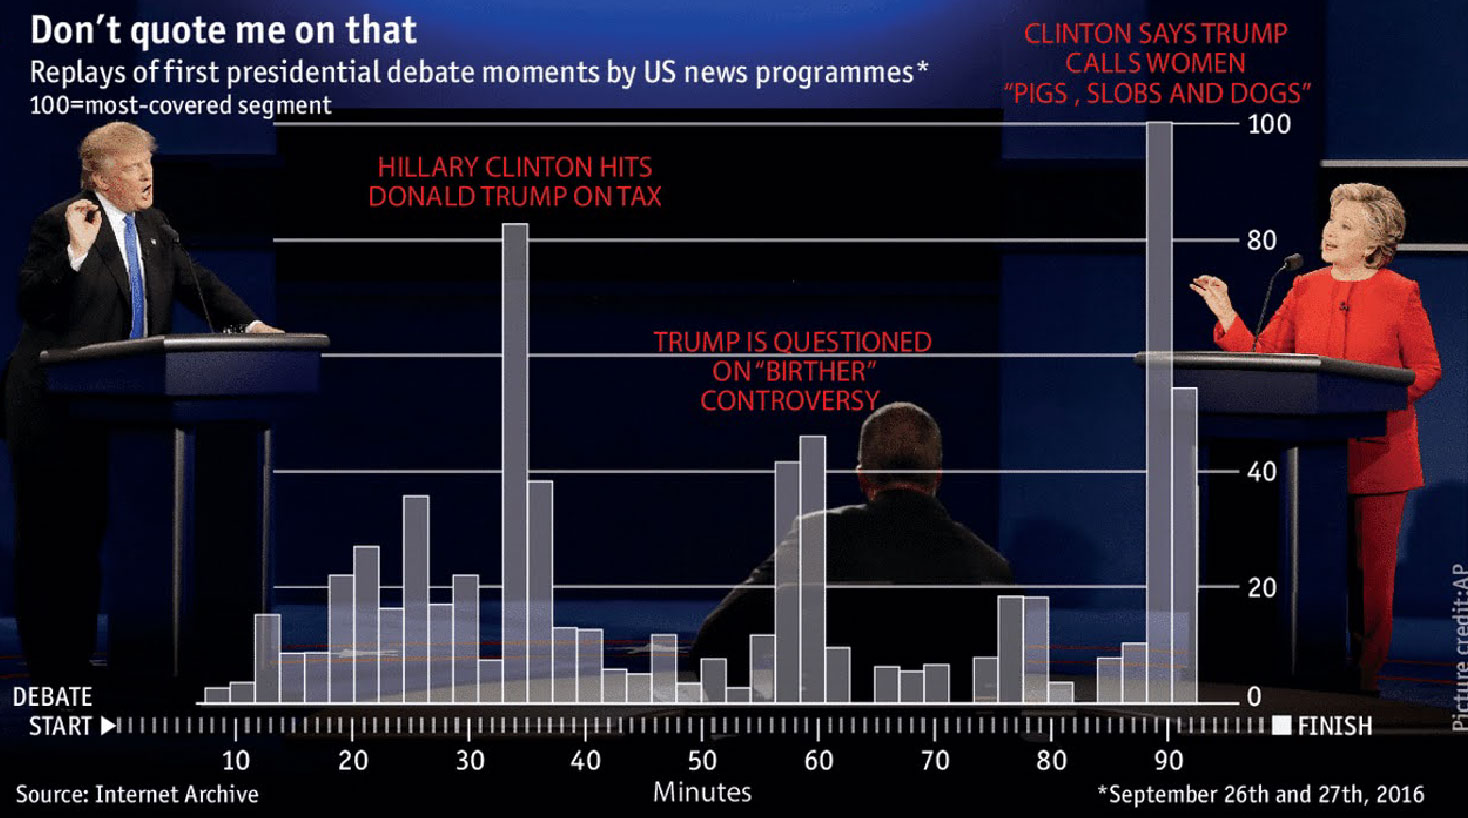 Don't quote me on that
Replays of first presidential debate moments by US news programmes*
100=most-covered segment
CLINTON SAYS TRUMP
CALLS WOMEN
"PIGS , SLOBS AND DOGS"
100
HILLARY CLINTON HITS
DONALD TRUMP ON TAX
80
TRUMP IS QUESTIONED
ON "BIRTHER"
CONTROVERSY
40
20
0
DEBATE
START
FINISH
10 20 30 40 50 60 70 80 90
Minutes
Source: Internet Archive
*September 26th and 27th, 2016
Picture credit:AP